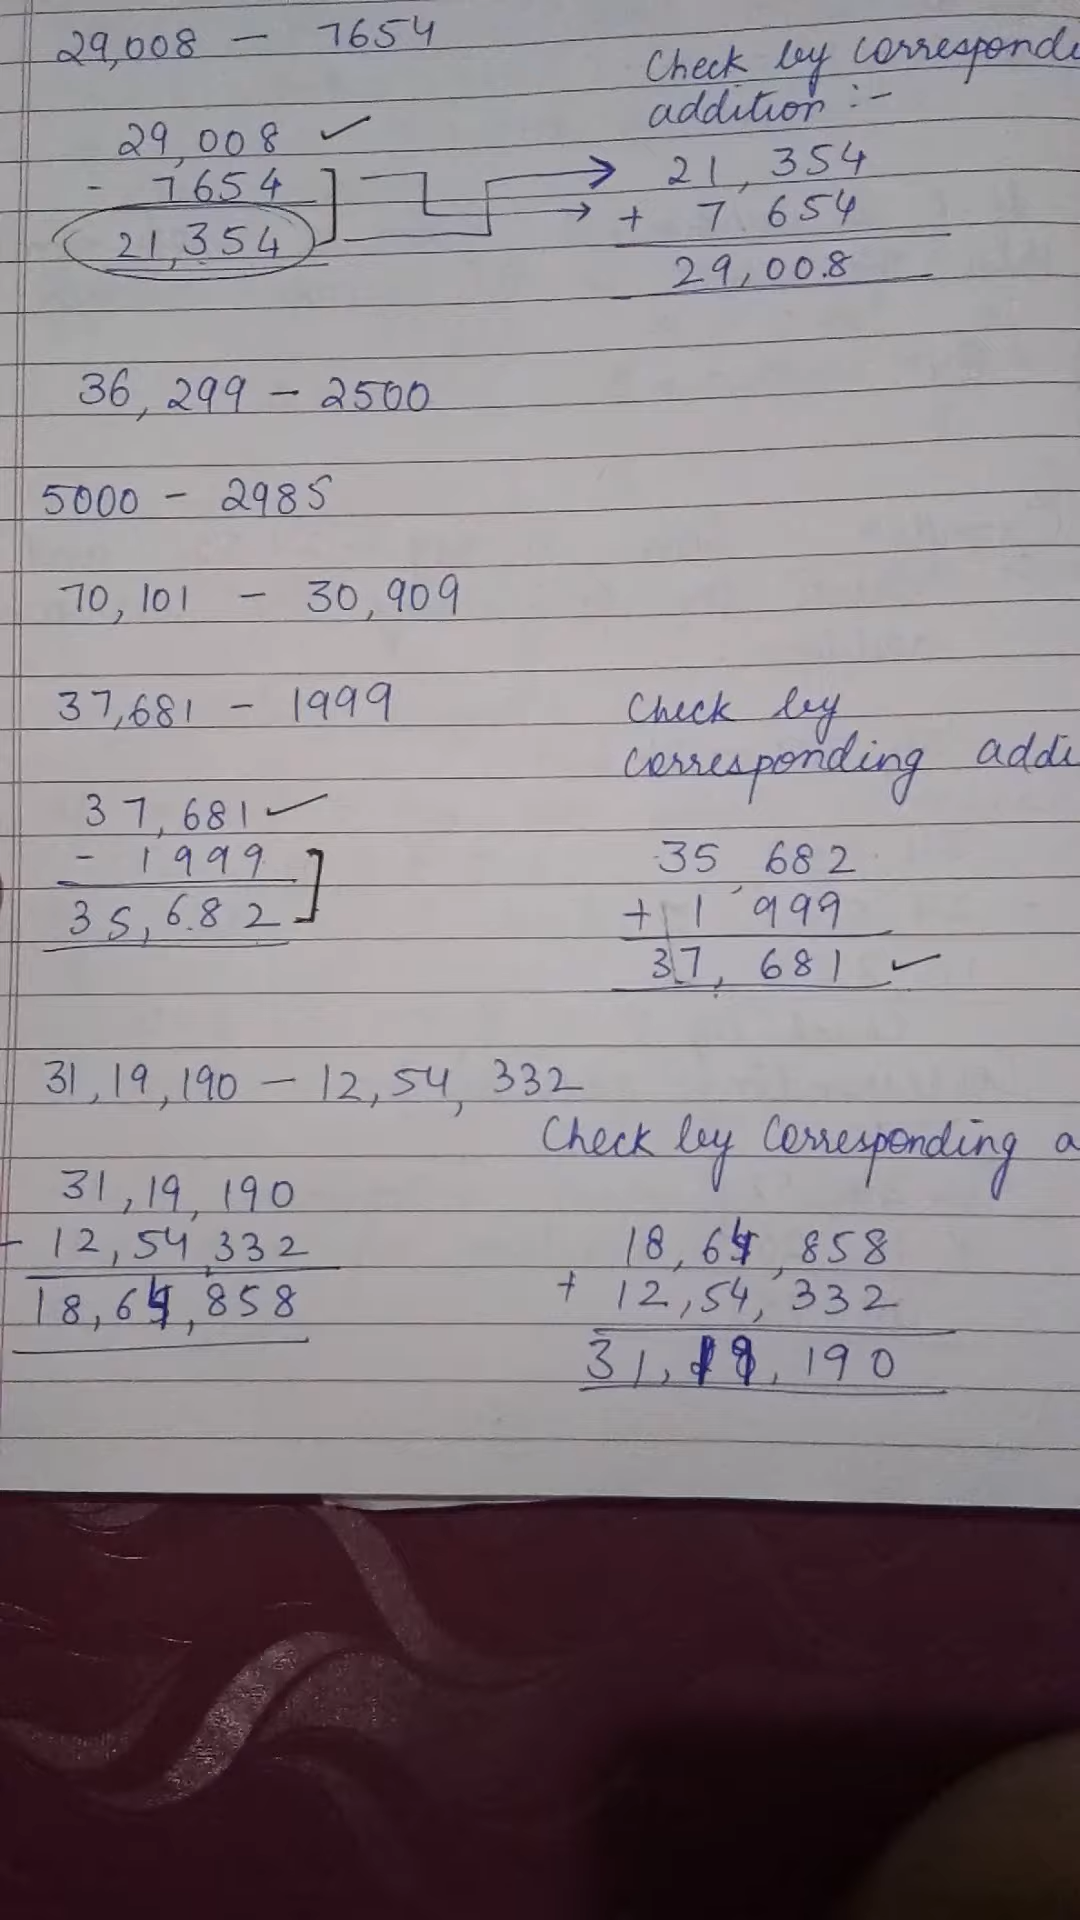 29,008 - 7654
Check by correspondi
addition :-
29,008 ✓
- 7654
21,354
21,354
+ 7 654
29,008
36,299 - 2500
5000 - 2985
70,101 - 30,909
37,681 - 1999
Check by
corresponding addi
37,681 ✓
- 1999
35,682
35 682
+ 1 999
37,681 ✓
31,19,190 - 12,54,332
Check by corresponding a
31,19,190
- 12,54,332
18,64,858
18,64,858
+ 12,54,332
31,19,190